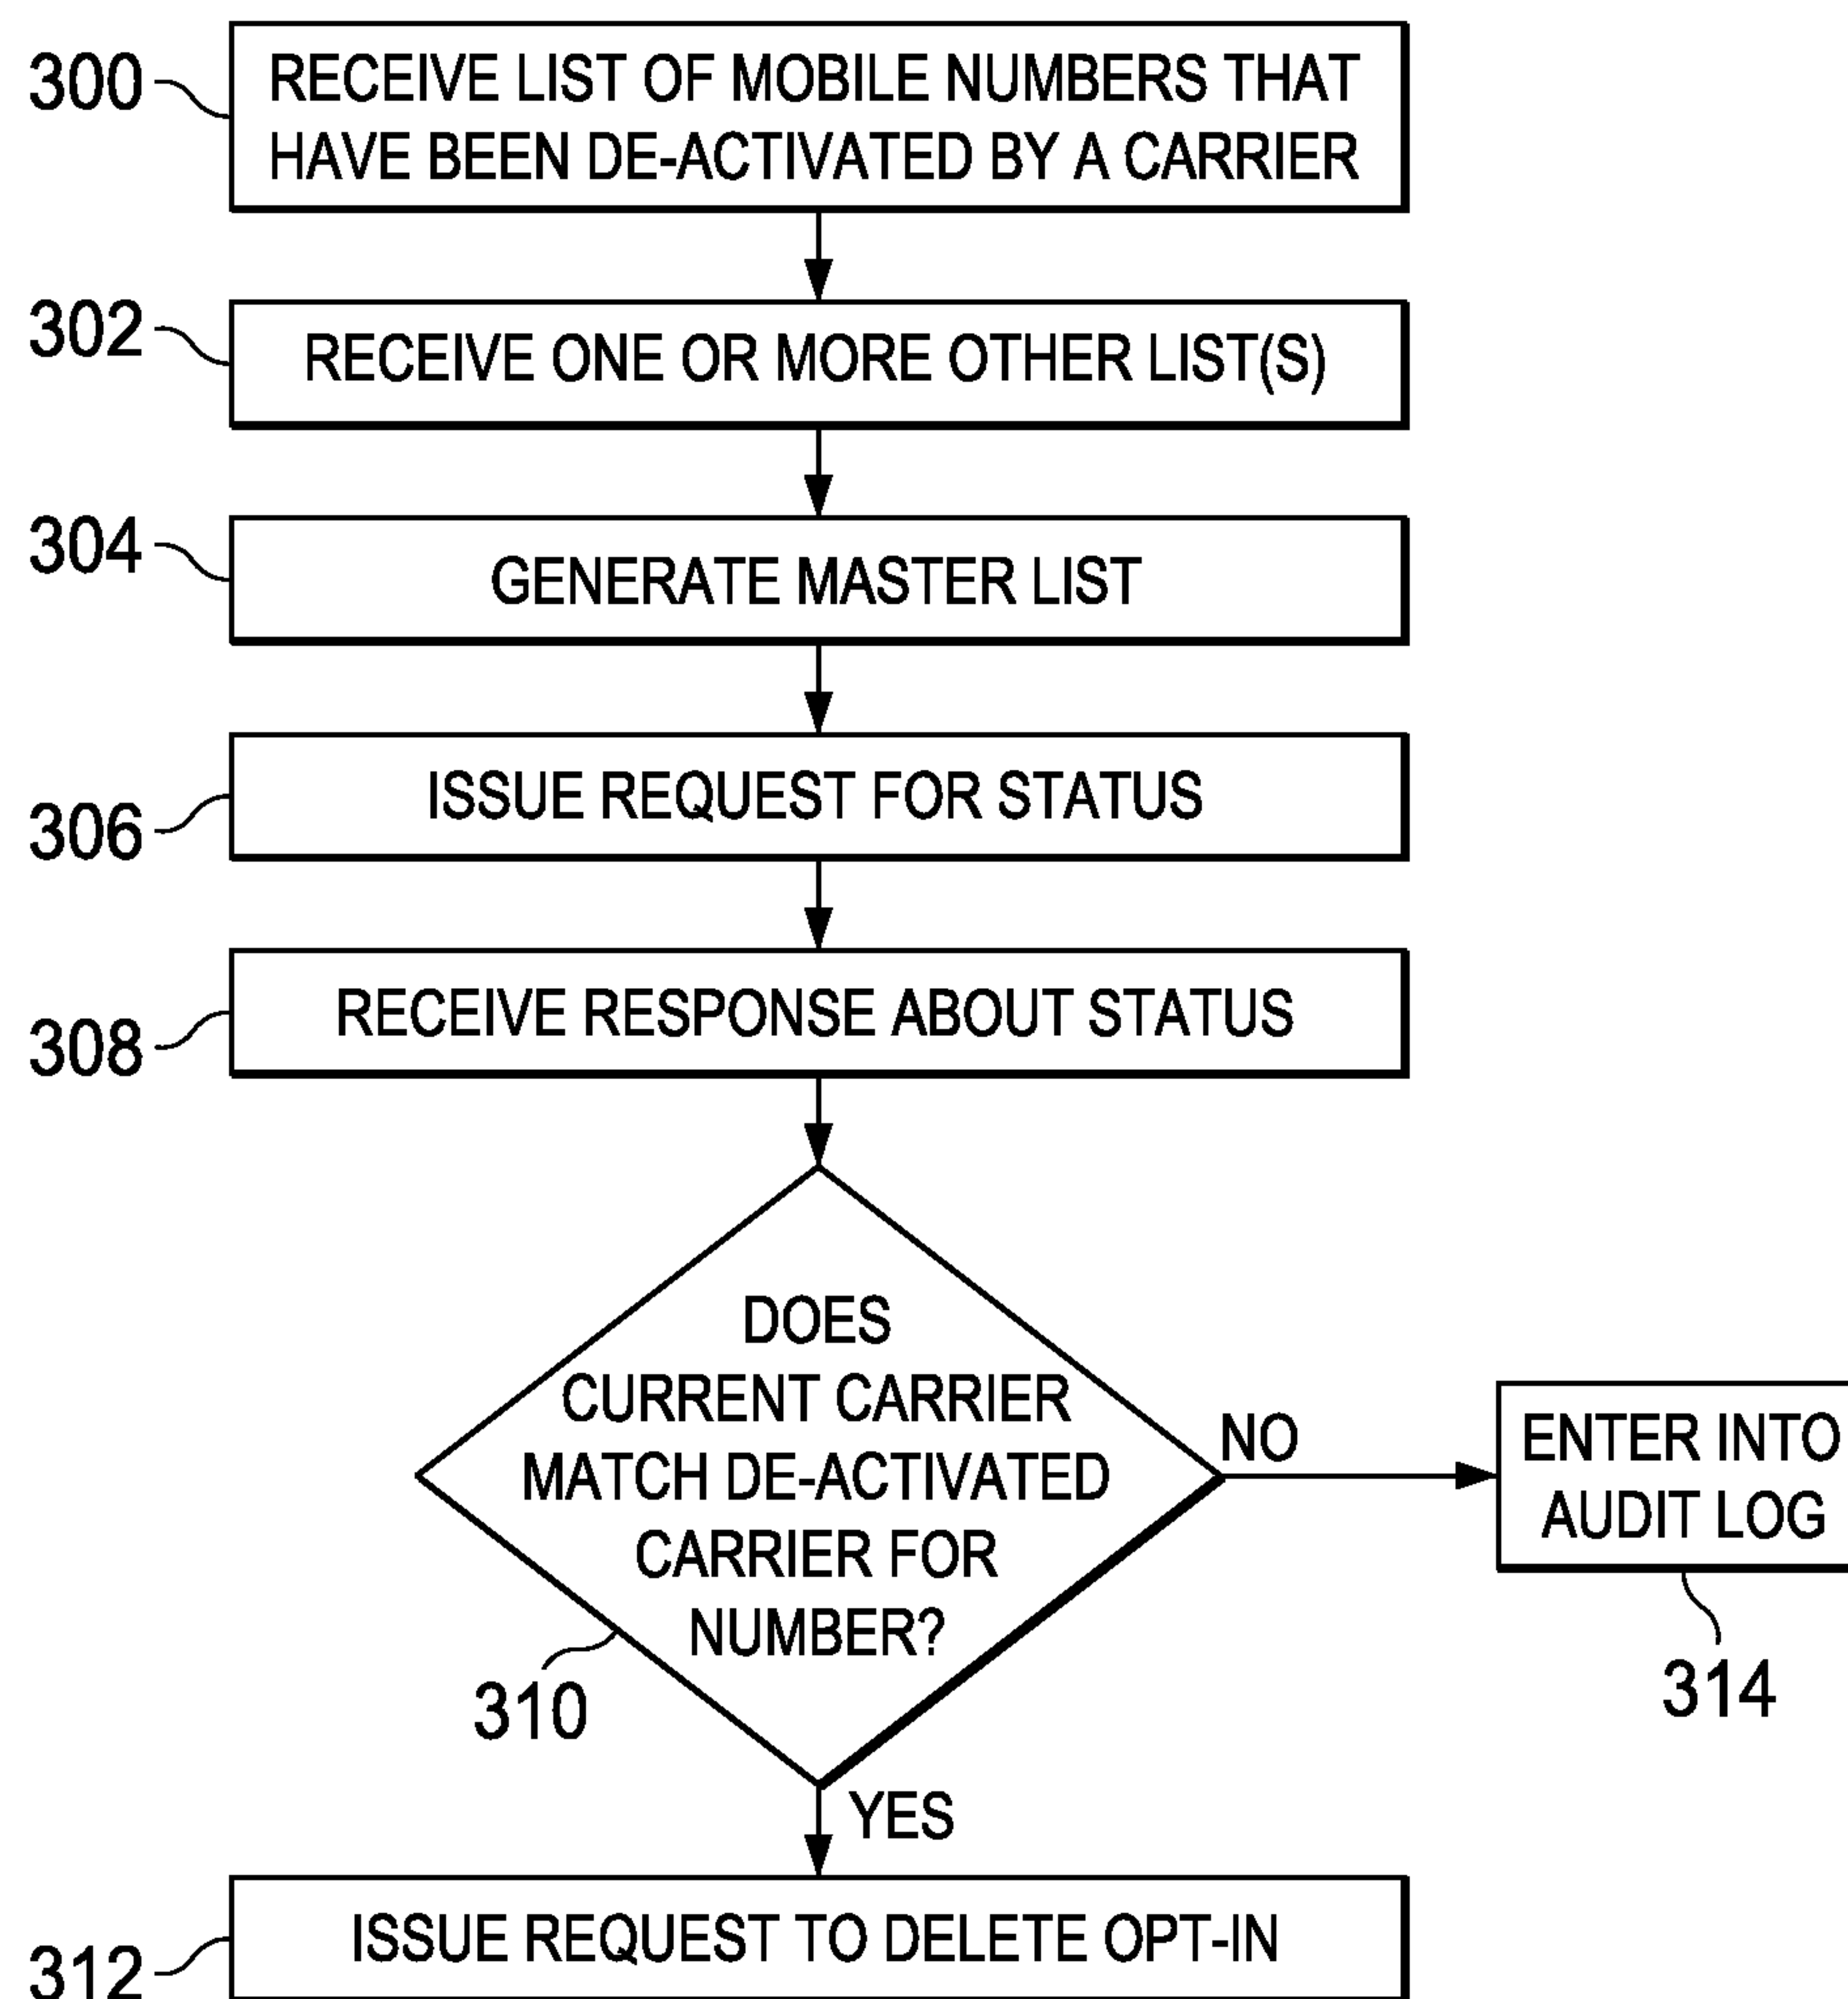 300
RECEIVE LIST OF MOBILE NUMBERS THAT
HAVE BEEN DE-ACTIVATED BY A CARRIER
302
RECEIVE ONE OR MORE OTHER LIST(S)
304
GENERATE MASTER LIST
306
ISSUE REQUEST FOR STATUS
308
RECEIVE RESPONSE ABOUT STATUS
DOES
CURRENT CARRIER
MATCH DE-ACTIVATED
CARRIER FOR
NUMBER?
310
NO
ENTER INTO
AUDIT LOG
314
YES
312
ISSUE REQUEST TO DELETE OPT-IN